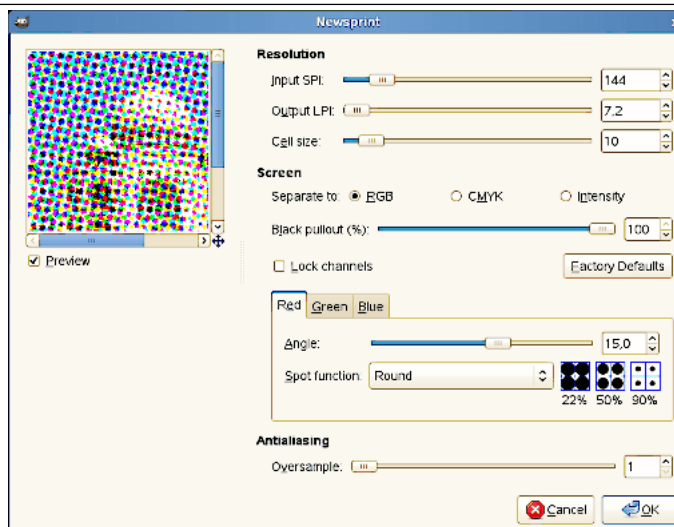 Newsprint
Resolution
Input SPI: 144
Output LPI: 7,2
Cell size: 10
Screen
Separate to: RGB CMYK Intensity
Black pullout (%): 100
Preview
Lock channels Factory Defaults
Red Green Blue
Angle: 15,0
Spot function: Round
22% 50% 90%
Antialiasing
Oversample: 1
Cancel OK